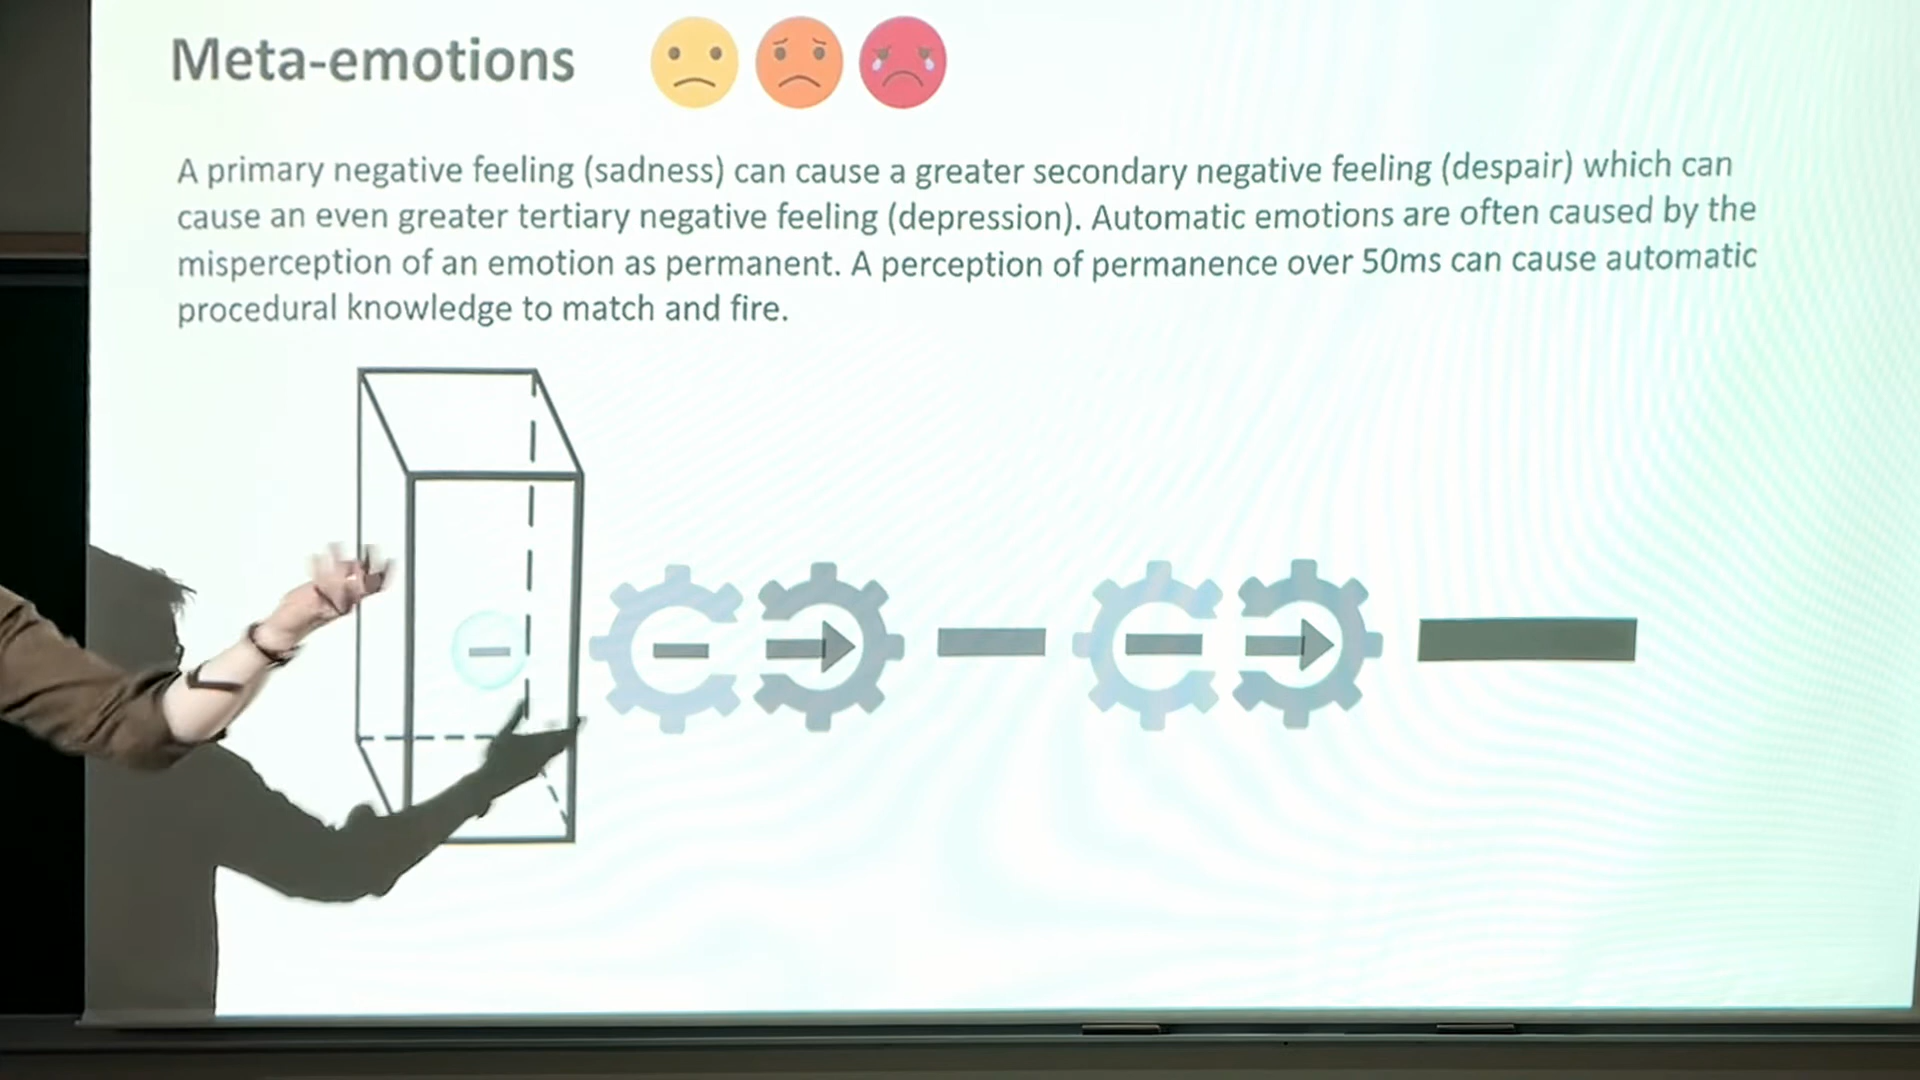 Meta-emotions
A primary negative feeling (sadness) can cause a greater secondary negative feeling (despair) which can
cause an even greater tertiary negative feeling (depression). Automatic emotions are often caused by the
misperception of an emotion as permanent. A perception of permanence over 50ms can cause automatic
procedural knowledge to match and fire.